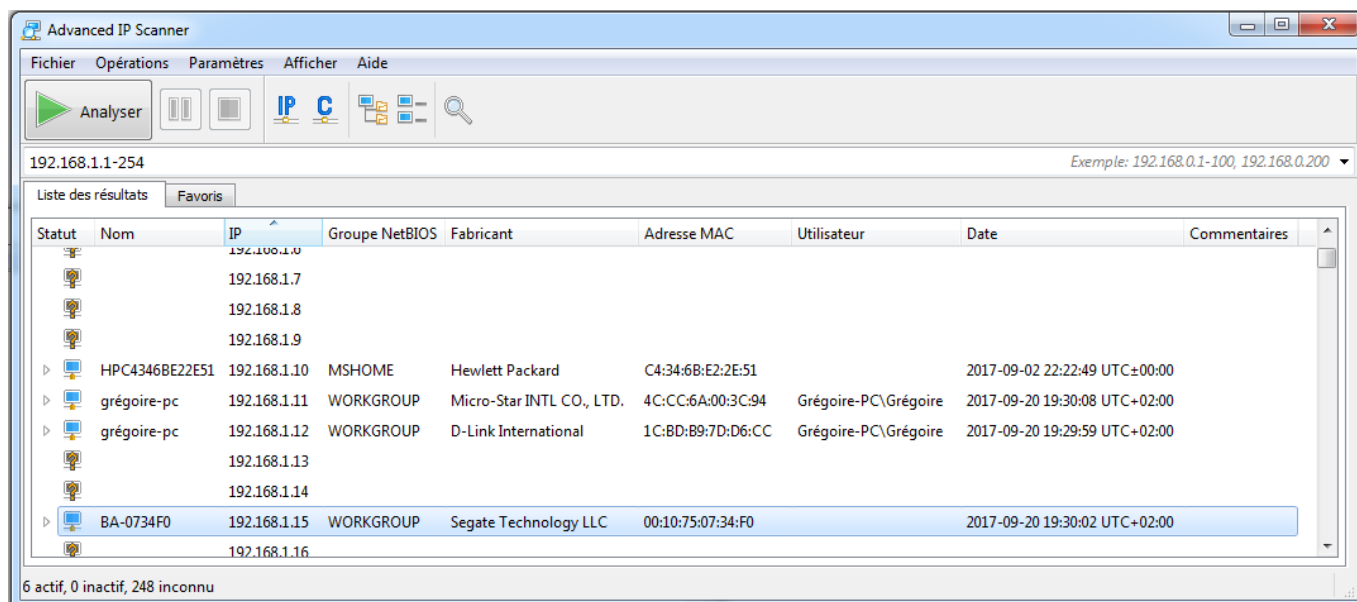 Advanced IP Scanner
Fichier Opérations Paramètres Afficher Aide
Analyser IP C
192.168.1.1-254 Exemple: 192.168.0.1-100, 192.168.0.200
Liste des résultats Favoris
Statut Nom IP Groupe NetBIOS Fabricant Adresse MAC Utilisateur Date Commentaires
192.168.1.6
192.168.1.7
192.168.1.8
192.168.1.9
HPC4346BE22E51 192.168.1.10 MSHOME Hewlett Packard C4:34:6B:E2:2E:51 2017-09-02 22:22:49 UTC±00:00
grégoire-pc 192.168.1.11 WORKGROUP Micro-Star INTL CO., LTD. 4C:CC:6A:00:3C:94 Grégoire-PC\Grégoire 2017-09-20 19:30:08 UTC+02:00
grégoire-pc 192.168.1.12 WORKGROUP D-Link International 1C:BD:B9:7D:D6:CC Grégoire-PC\Grégoire 2017-09-20 19:29:59 UTC+02:00
192.168.1.13
192.168.1.14
BA-0734F0 192.168.1.15 WORKGROUP Segate Technology LLC 00:10:75:07:34:F0 2017-09-20 19:30:02 UTC+02:00
192.168.1.16
6 actif, 0 inactif, 248 inconnu